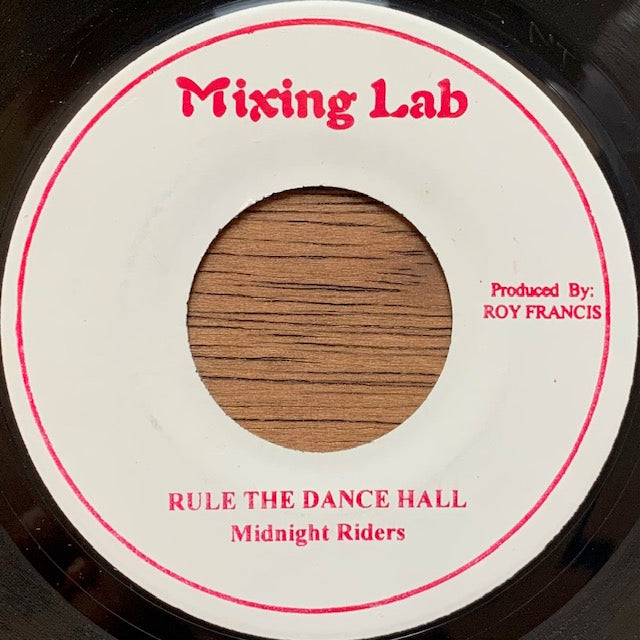 Mixing Lab
Produced By:
ROY FRANCIS
RULE THE DANCE HALL
Midnight Riders